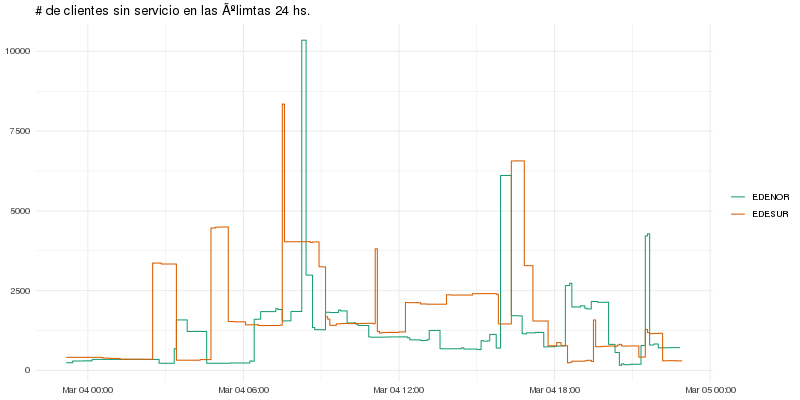 # de clientes sin servicio en las Ãºlimtas 24 hs.
10000
7500
5000
2500
0
Mar 04 00:00 Mar 04 06:00 Mar 04 12:00 Mar 04 18:00 Mar 05 00:00
EDENOR
EDESUR